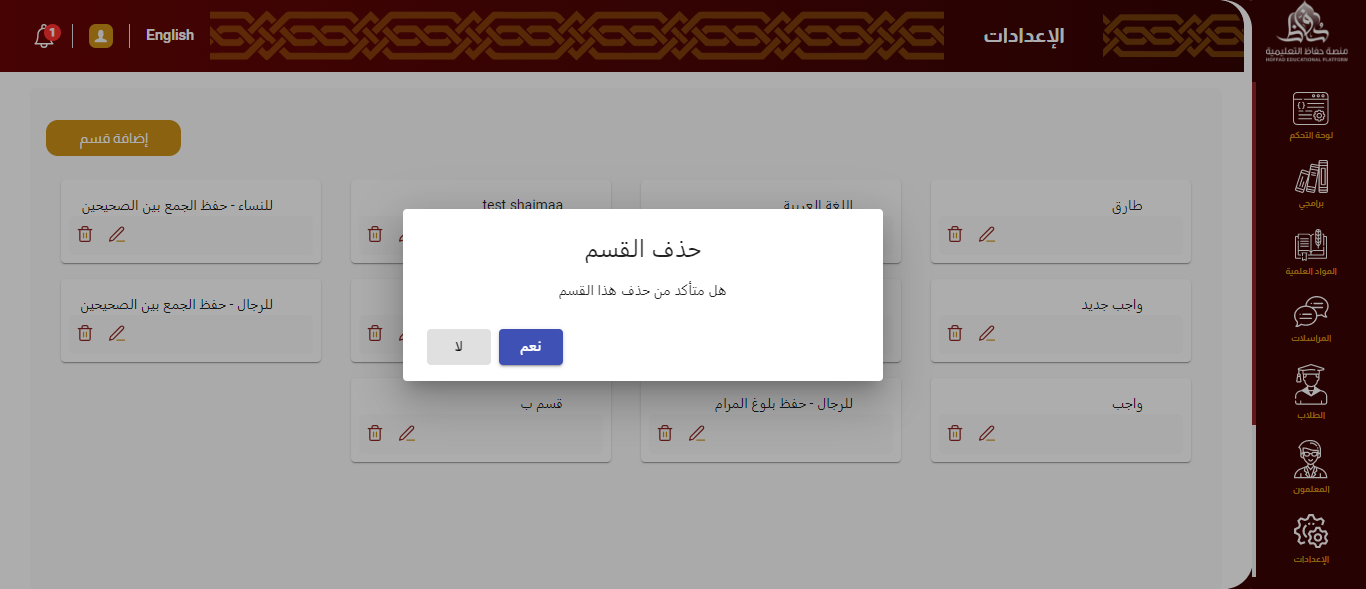 منصة حفاظ التعليمية
HOFFAD EDUCATIONAL PLATFORM
لوحة التحكم
برامجي
المواد العلمية
المراسلات
الطلاب
المعلمون
الإعدادات
الإعدادات
English
1
إضافة قسم
طارق
اللغة العربية
test shaimaa
للنساء - حفظ الجمع بين الصحيحين
واجب جديد
للرجال - حفظ الجمع بين الصحيحين
واجب
للرجال - حفظ بلوغ المرام
قسم ب
حذف القسم
هل متأكد من حذف هذا القسم
نعم
لا